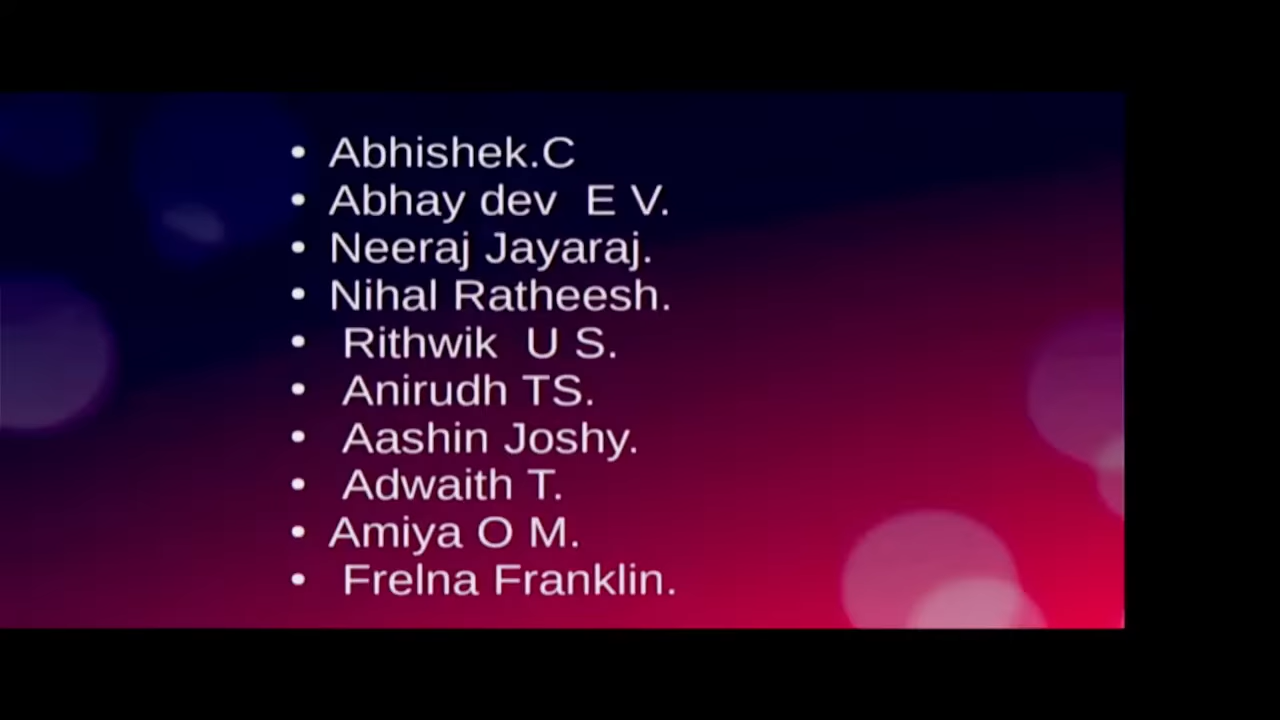 • Abhishek.C
• Abhay dev  E V.
• Neeraj Jayaraj.
• Nihal Ratheesh.
•  Rithwik  U S.
•  Anirudh TS.
•  Aashin Joshy.
•  Adwaith T.
• Amiya O M.
•  Frelna Franklin.